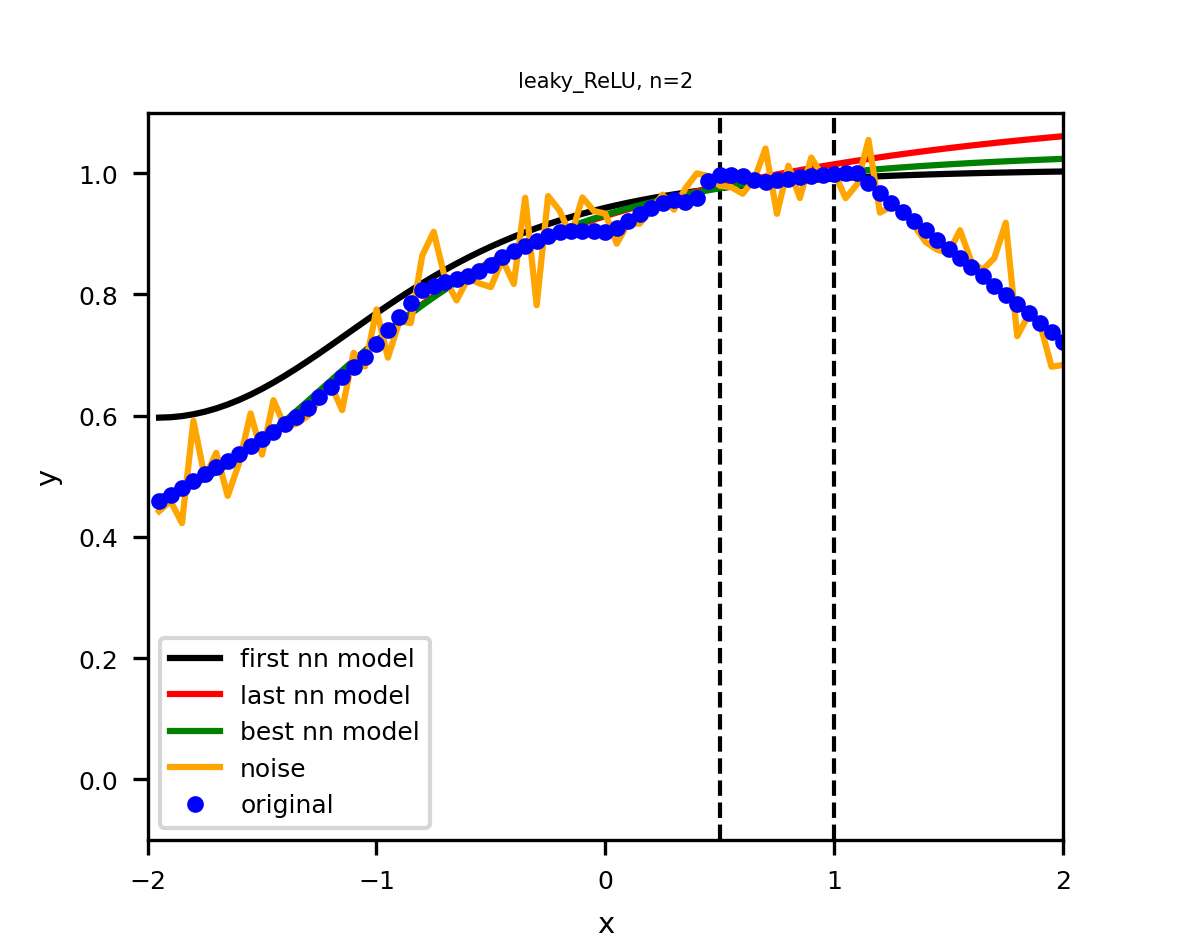 leaky_ReLU, n=2
y
1.0
0.8
0.6
0.4
0.2
0.0
first nn model
last nn model
best nn model
noise
original
−2
−1
0
1
2
x